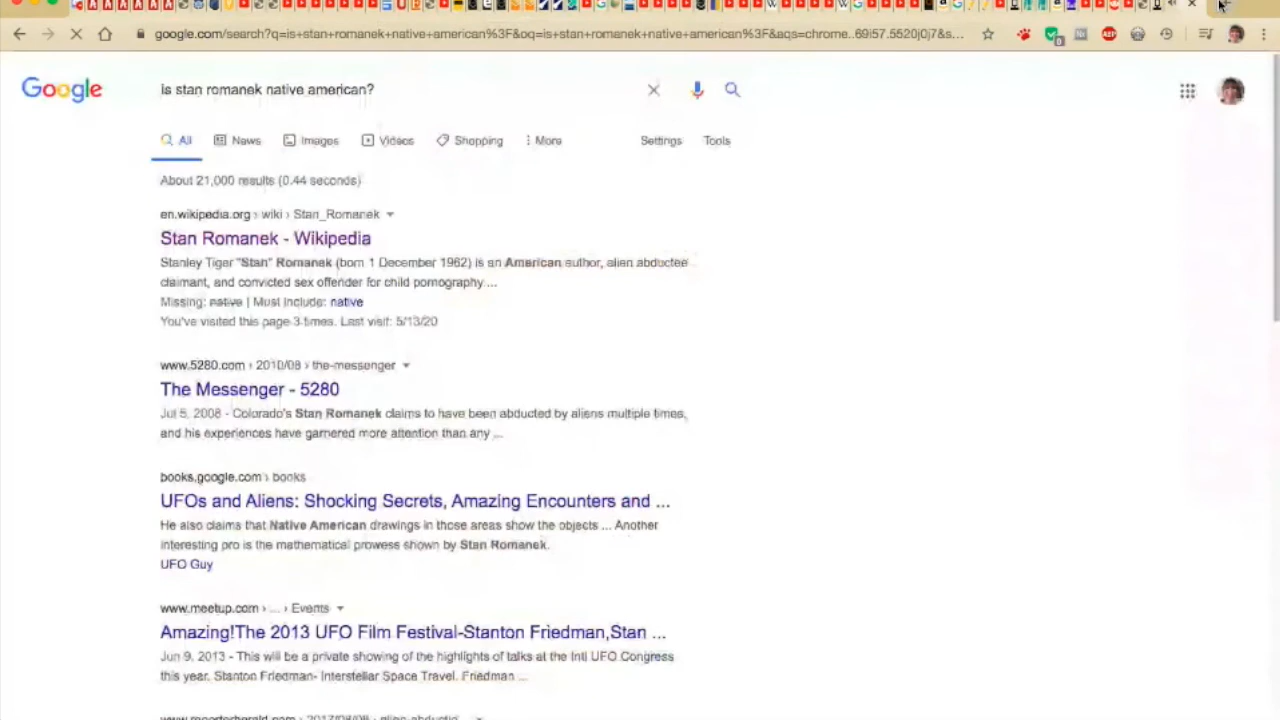 google.com/search?q=is+stan+romanek+native+american%3F&oq=is+stan+romanek+native+american%3F&aqs=chrome..69i57.5520j0j7&s...
Google
is stan romanek native american?
All News Images Videos Shopping More Settings Tools
About 21,000 results (0.44 seconds)
en.wikipedia.org › wiki › Stan_Romanek
Stan Romanek - Wikipedia
Stanley Tiger "Stan" Romanek (born 1 December 1962) is an American author, alien abductee
claimant, and convicted sex offender for child pornography ...
Missing: native | Must include: native
You've visited this page 3 times. Last visit: 5/13/20
www.5280.com › 2010/08 › the-messenger
The Messenger - 5280
Jul 5, 2008 - Colorado's Stan Romanek claims to have been abducted by aliens multiple times,
and his experiences have garnered more attention than any ...
books.google.com › books
UFOs and Aliens: Shocking Secrets, Amazing Encounters and ...
He also claims that Native American drawings in those areas show the objects ... Another
interesting pro is the mathematical prowess shown by Stan Romanek.
UFO Guy
www.meetup.com › ... › Events
Amazing!The 2013 UFO Film Festival-Stanton Friedman,Stan ...
Jun 9, 2013 - This will be a private showing of the highlights of talks at the Intl UFO Congress
this year. Stanton Friedman- Interstellar Space Travel. Friedman ...
www.reporterherald.com › 2017/08/08 › alien-abductio...